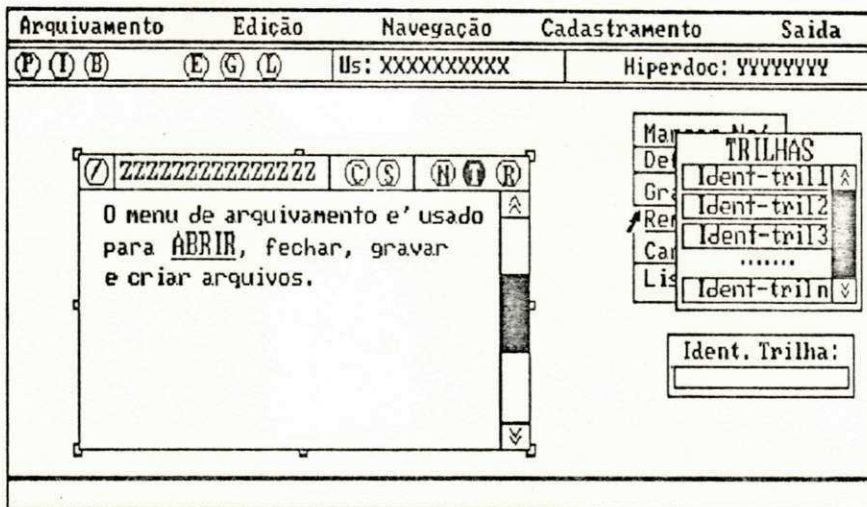 Arquivamento Edição Navegação Cadastramento Saida
P I B E G L Us: XXXXXXXXXX Hiperdoc: YYYYYYYY
/ ZZZZZZZZZZZZZZZ C S N T R
O menu de arquivamento e' usado
para ABRIR, fechar, gravar
e criar arquivos.
TRILHAS
Ident-tril1
Ident-tril2
Ident-tril3
.......
Ident-triln
Ident. Trilha: